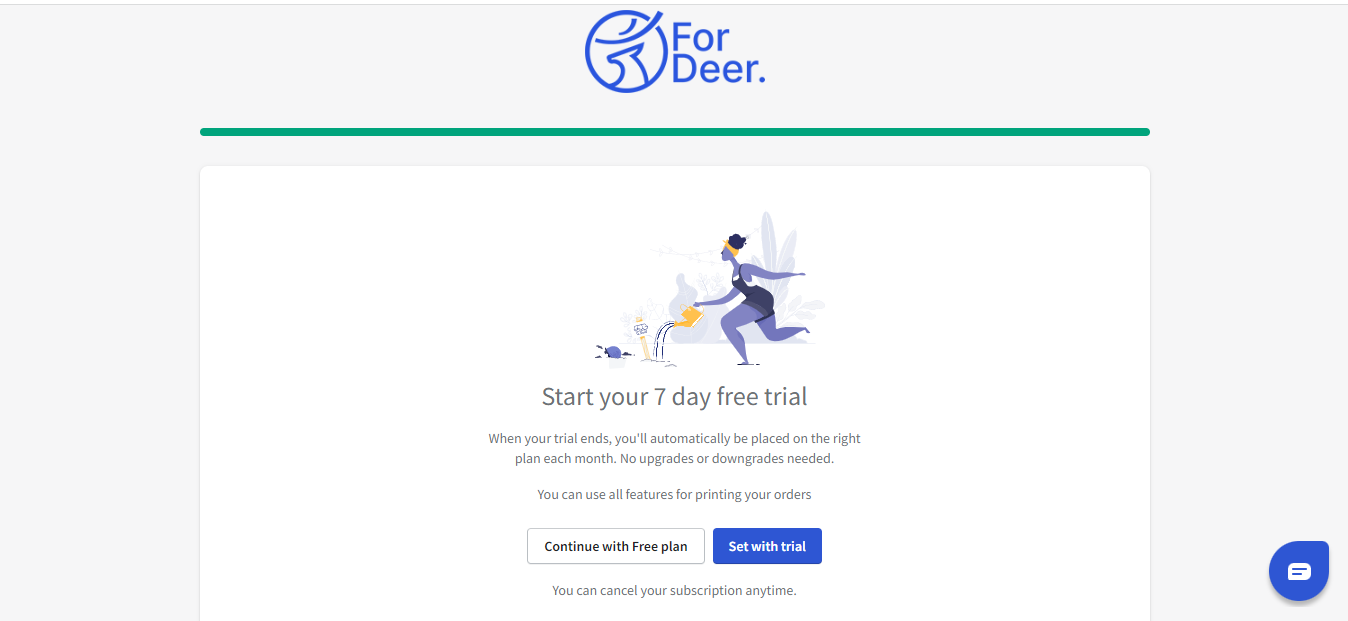 For
Deer.
Start your 7 day free trial
When your trial ends, you'll automatically be placed on the right
plan each month. No upgrades or downgrades needed.
You can use all features for printing your orders
Continue with Free plan
Set with trial
You can cancel your subscription anytime.